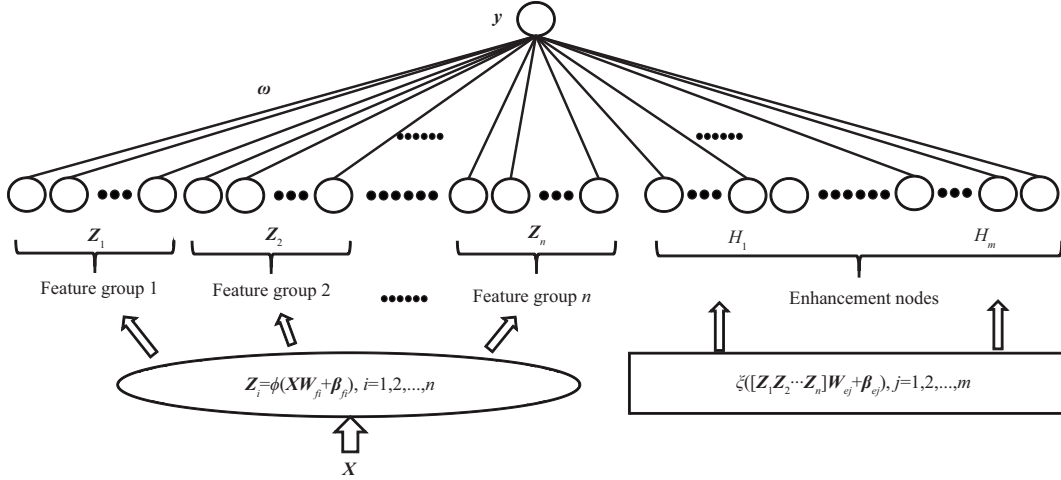 y
ω
Z1 Z2 Zn H1 Hm
Feature group 1 Feature group 2 Feature group n Enhancement nodes
Zi=ϕ(XWfi+βfi), i=1,2,...,n
ξ([Z1Z2···Zn]Wej+βej), j=1,2,...,m
X